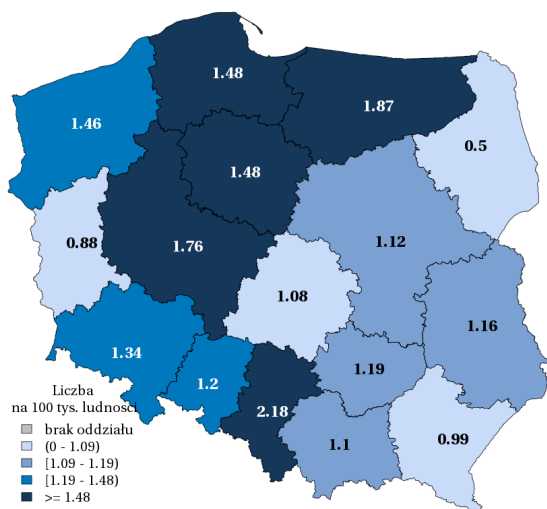 1.48
1.87
1.46
0.5
1.48
0.88
1.76
1.12
1.08
1.16
1.34
1.19
1.2
2.18
0.99
1.1
Liczba
na 100 tys. ludności
brak oddziału
(0 - 1.09)
[1.09 - 1.19)
[1.19 - 1.48)
>= 1.48